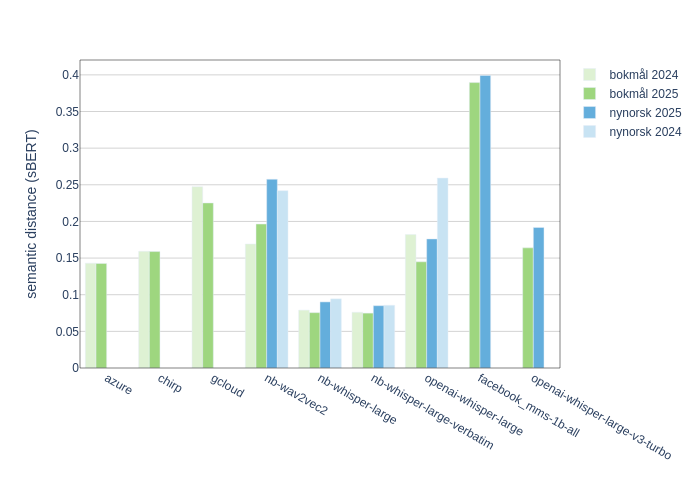 semantic distance (sBERT)
0.4
0.35
0.3
0.25
0.2
0.15
0.1
0.05
0
azure
chirp
gcloud
nb-wav2vec2
nb-whisper-large
nb-whisper-large-verbatim
openai-whisper-large
facebook_mms-1b-all
openai-whisper-large-v3-turbo
bokmål 2024
bokmål 2025
nynorsk 2025
nynorsk 2024